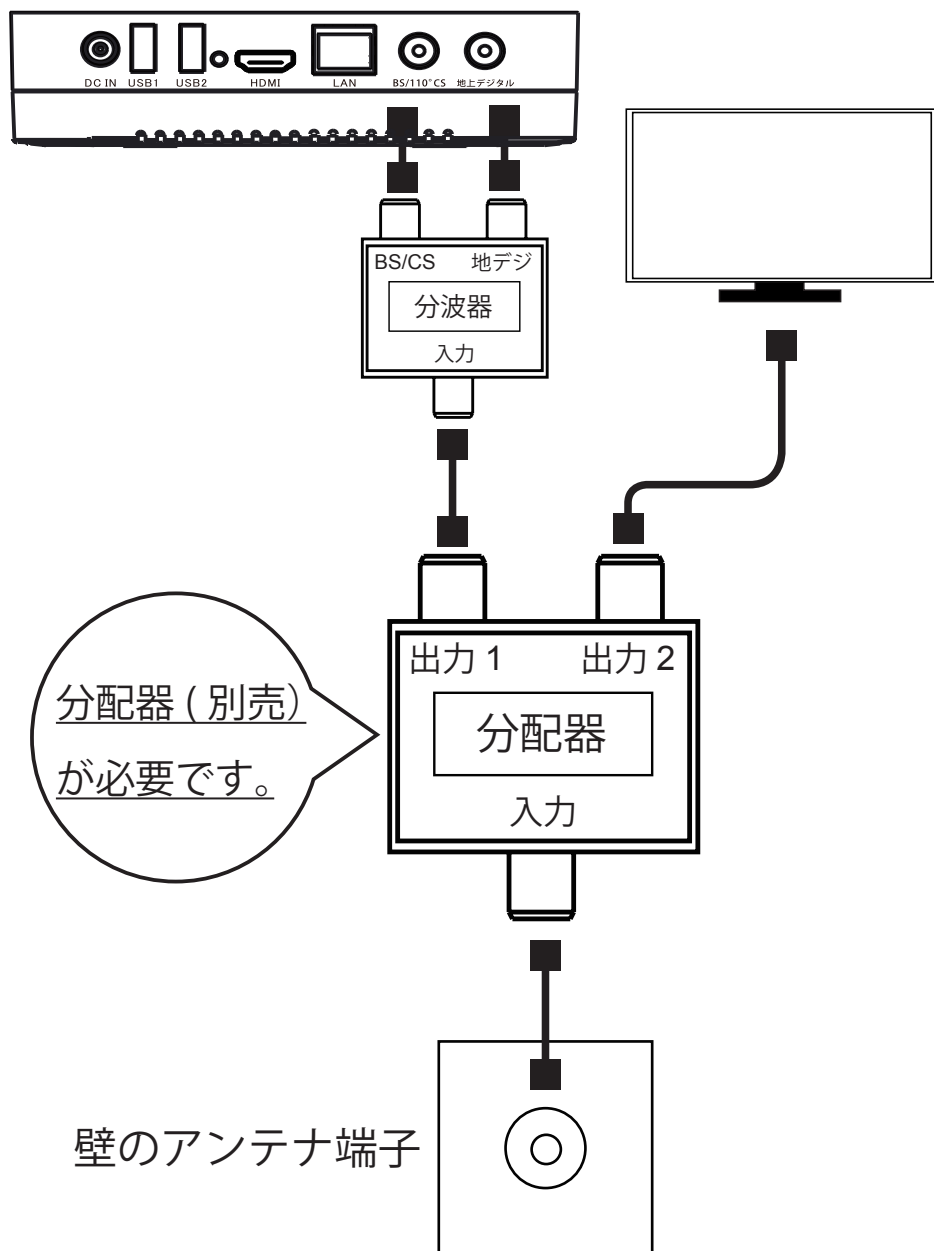 DC IN USB1 USB2 HDMI LAN BS/110°CS 地上デジタル
BS/CS 地デジ
分波器
入力
出力 1 出力 2
分配器
入力
分配器 ( 別売)
が必要です。
壁のアンテナ端子